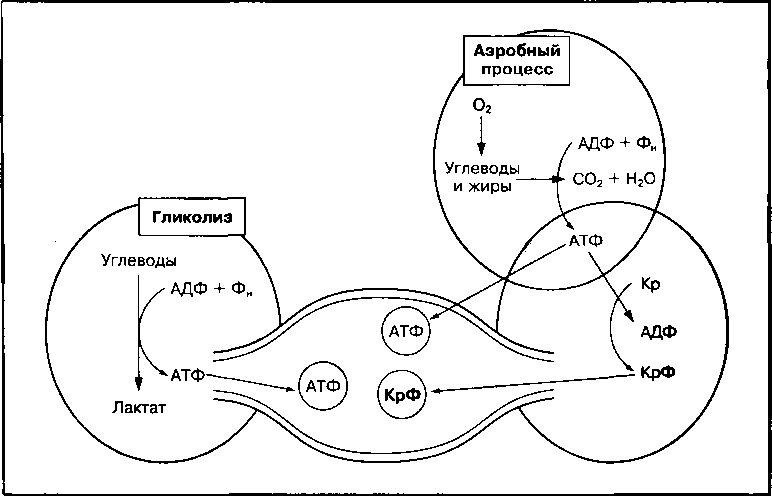 Аэробный
процесс
O₂
АДФ + Фн
Углеводы
и жиры
CO₂ + H₂O
АТФ
Гликолиз
Углеводы
АДФ + Фн
АТФ
Лактат
АТФ
АТФ
КрФ
Кр
АДФ
КрФ